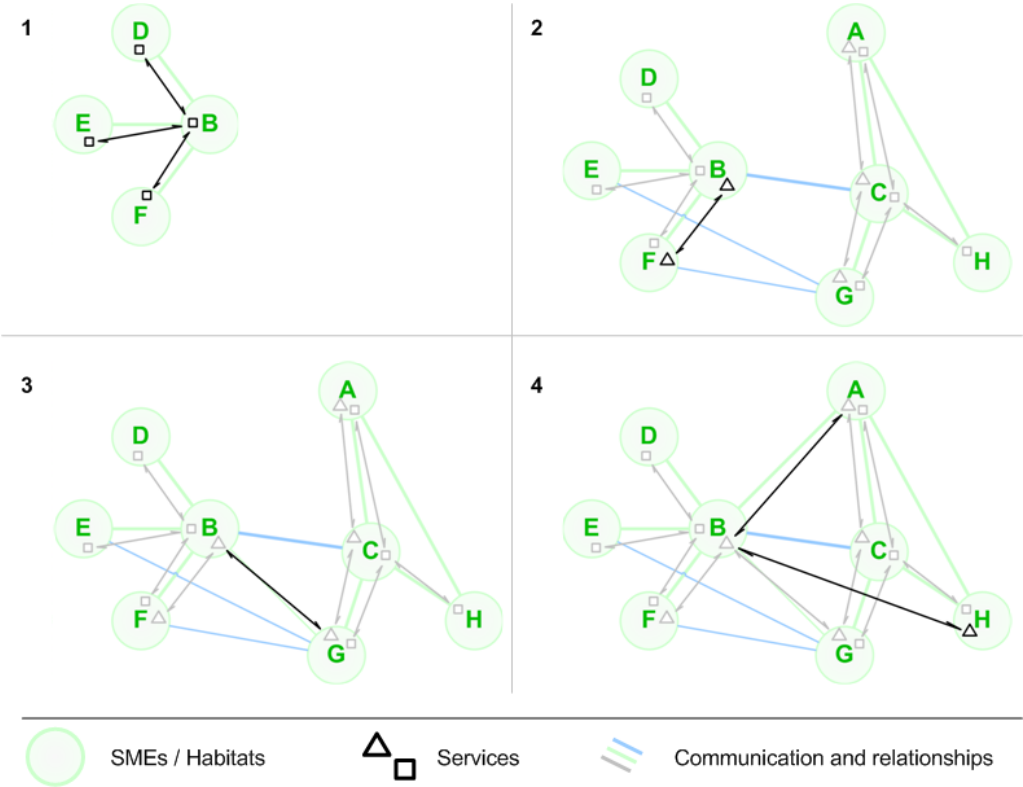 1
D
E
B
F
2
A
D
E
B
C
F
H
G
3
A
D
E
B
C
F
H
G
4
A
D
E
B
C
F
H
G
SMEs / Habitats
Services
Communication and relationships